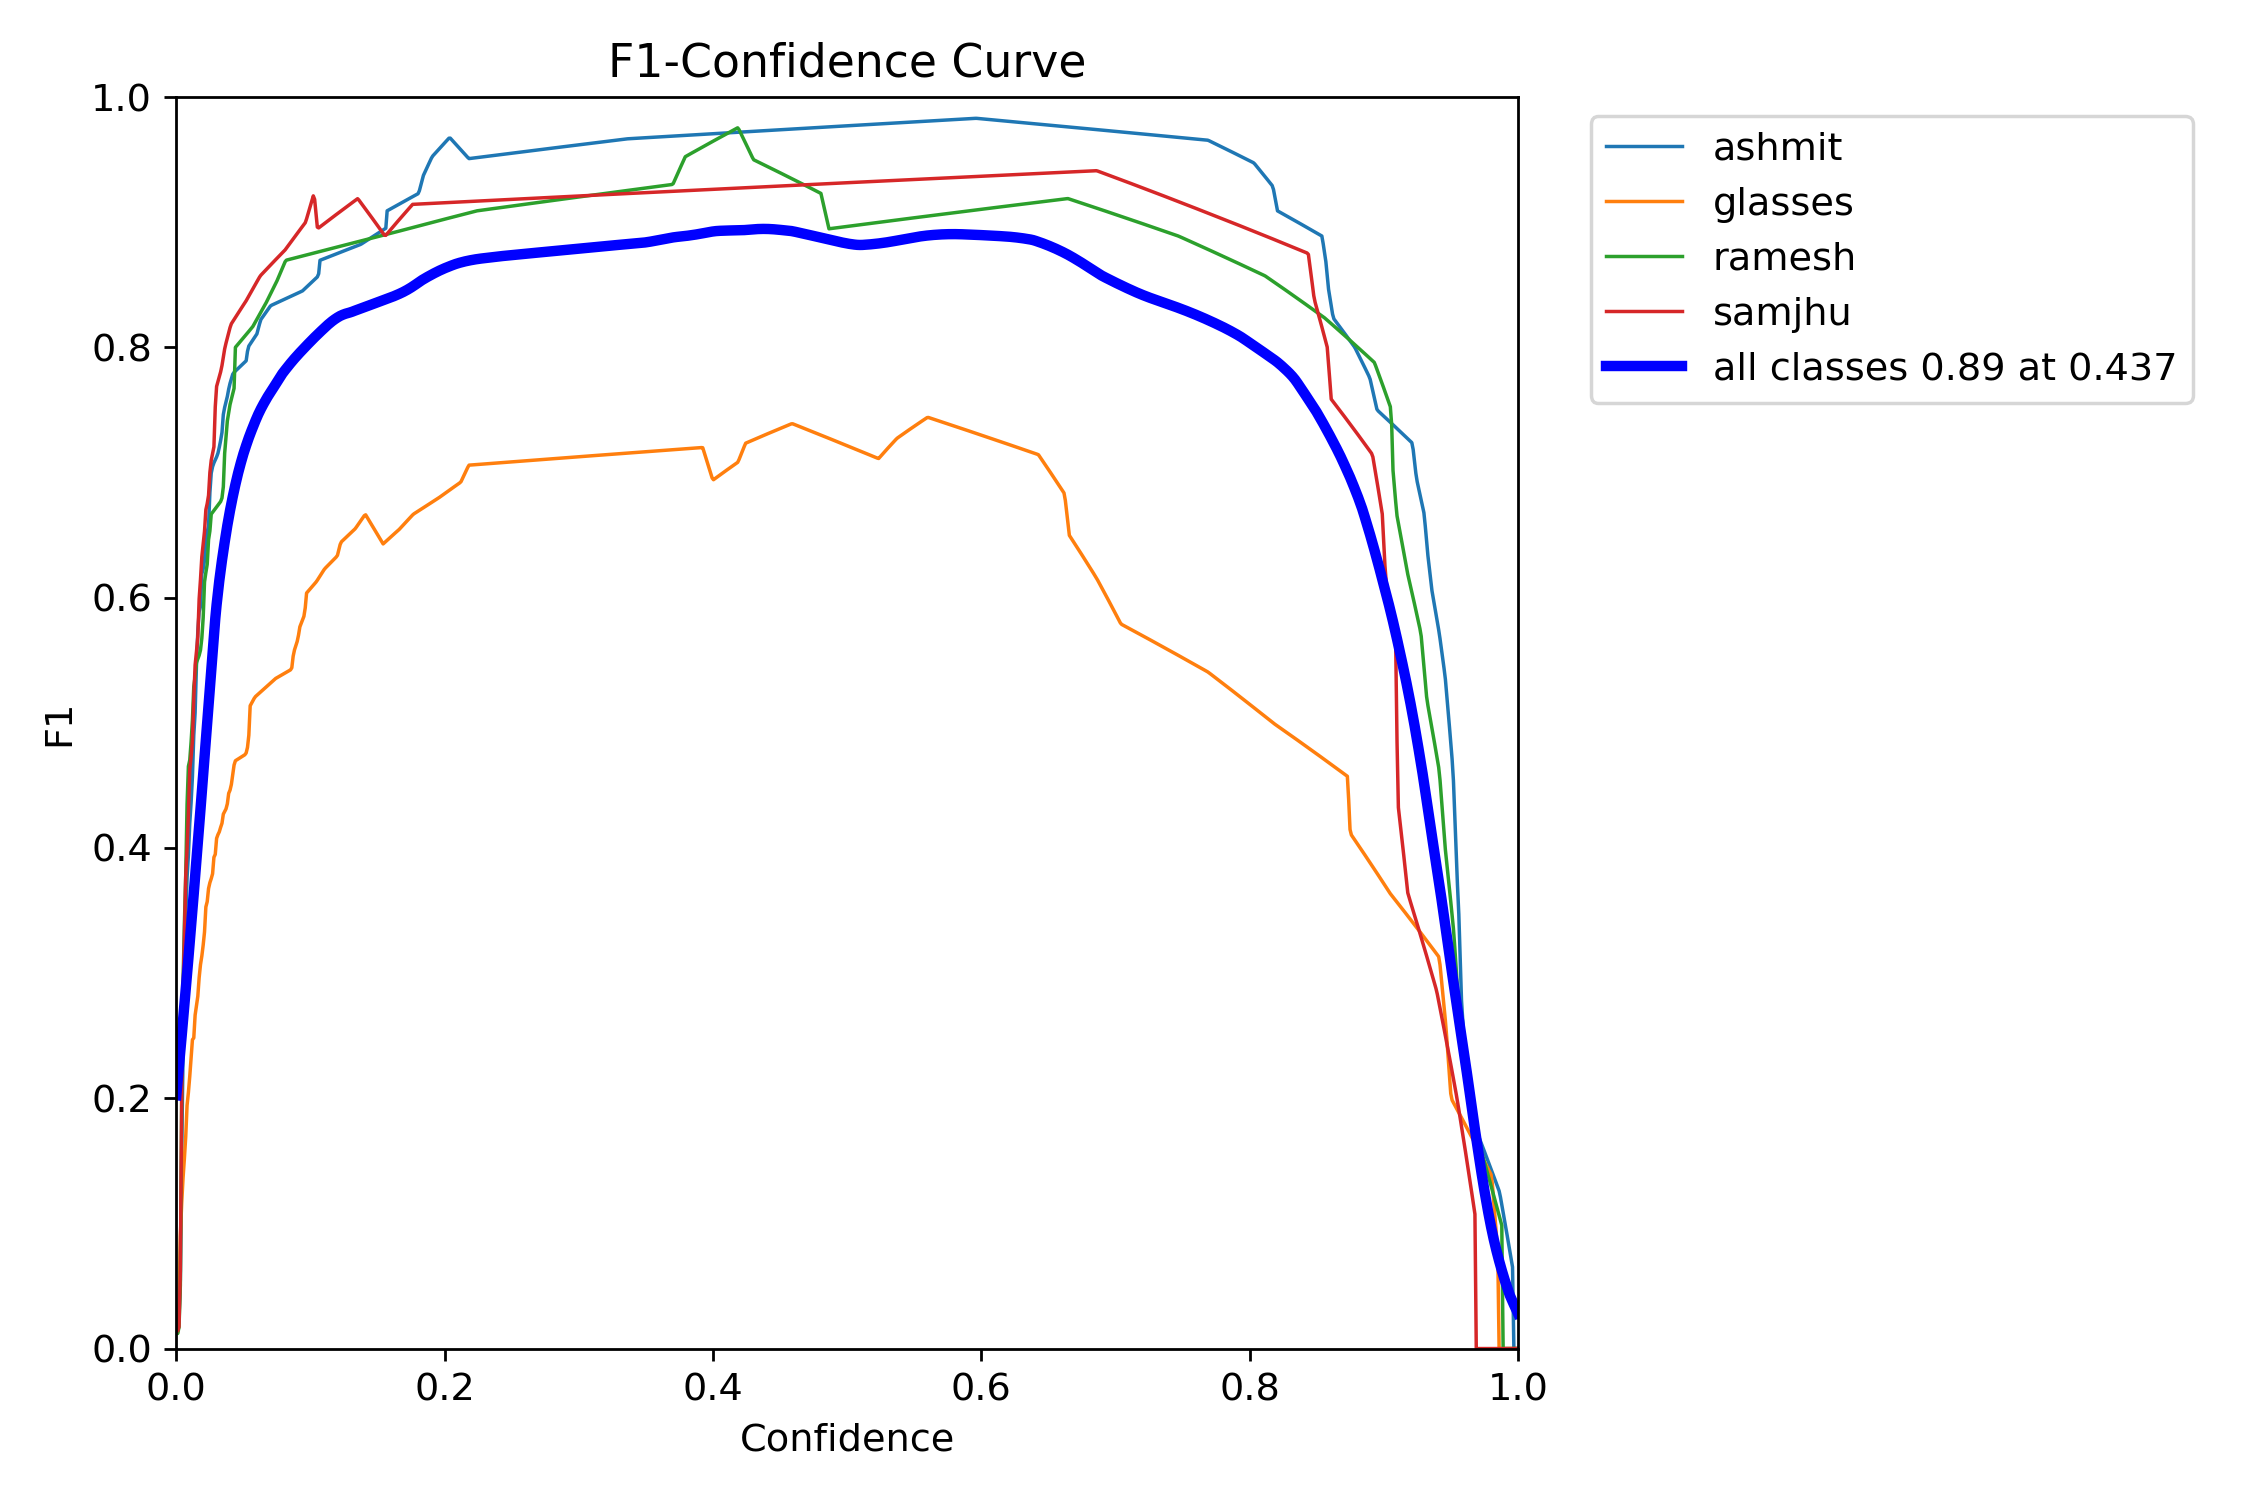 F1-Confidence Curve
1.0
0.8
0.6
0.4
0.2
0.0
F1
0.0 0.2 0.4 0.6 0.8 1.0
Confidence
ashmit
glasses
ramesh
samjhu
all classes 0.89 at 0.437